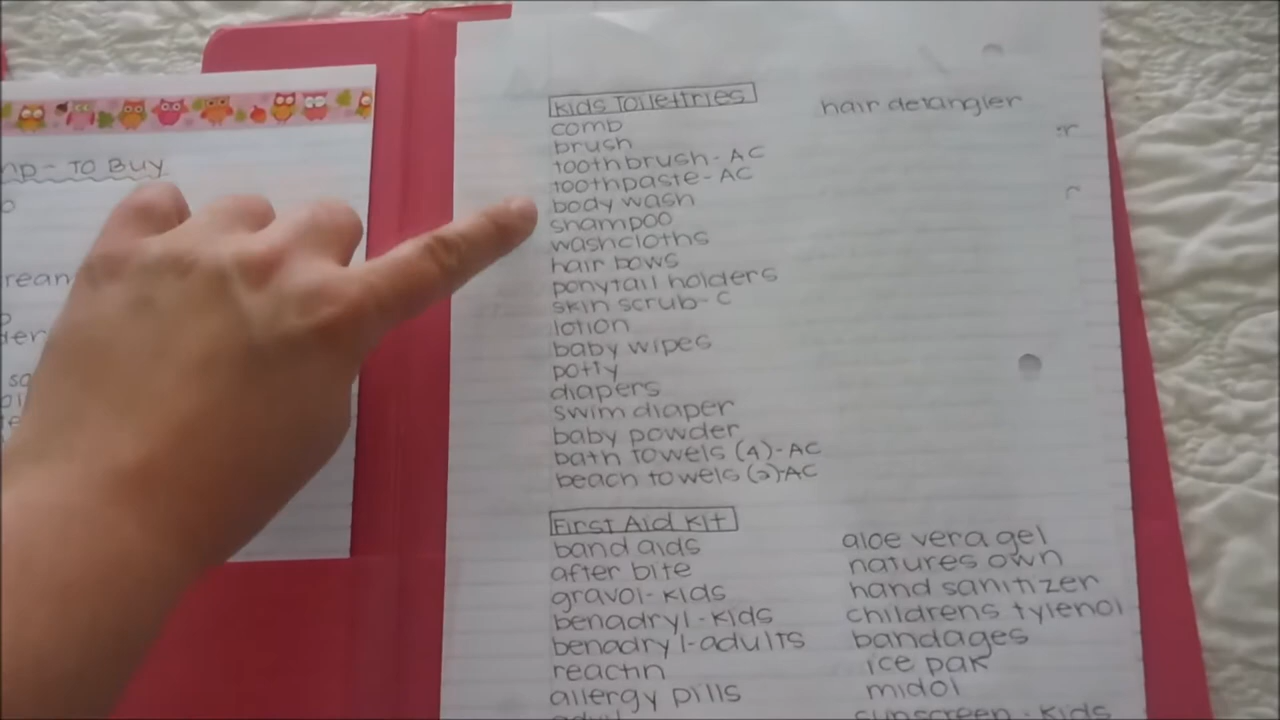 - TO BUY
Kids Toilettries
comb
brush
toothbrush - AC
toothpaste - AC
body wash
shampoo
washcloths
hair bows
ponytail holders
skin scrub - C
lotion
baby wipes
potty
diapers
swim diaper
baby powder
bath towels (4) - AC
beach towels (2) - AC
hair detangler
First Aid Kit
band aids
after bite
gravol - kids
benadryl - kids
benadryl - adults
reactin
allergy pills
aloe vera gel
natures own
hand sanitizer
childrens tylenol
bandages
ice pak
midol
sunscreen - kids